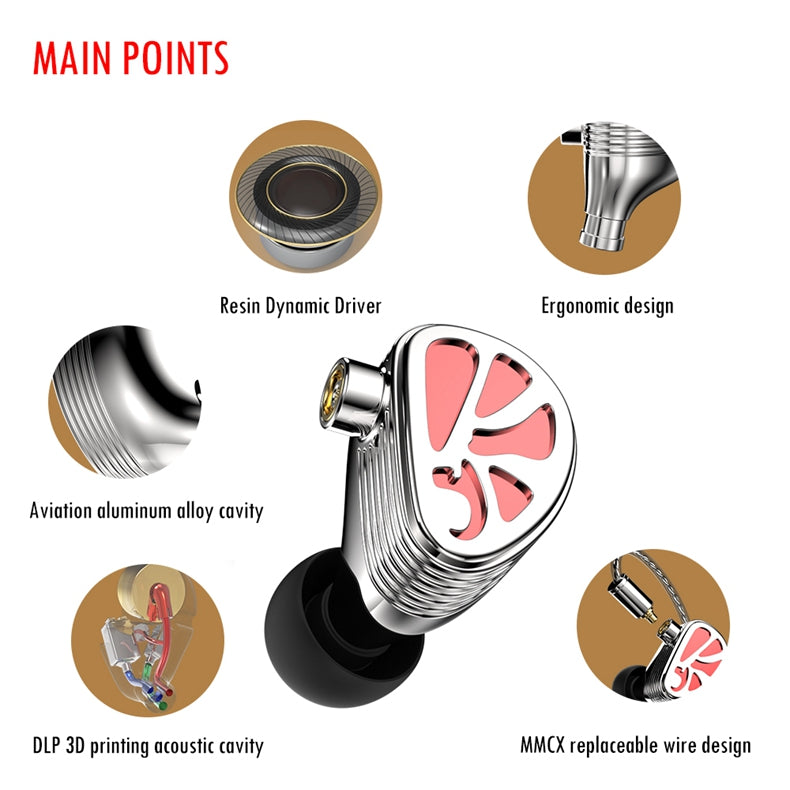 MAIN POINTS
Resin Dynamic Driver
Ergonomic design
Aviation aluminum alloy cavity
DLP 3D printing acoustic cavity
MMCX replaceable wire design